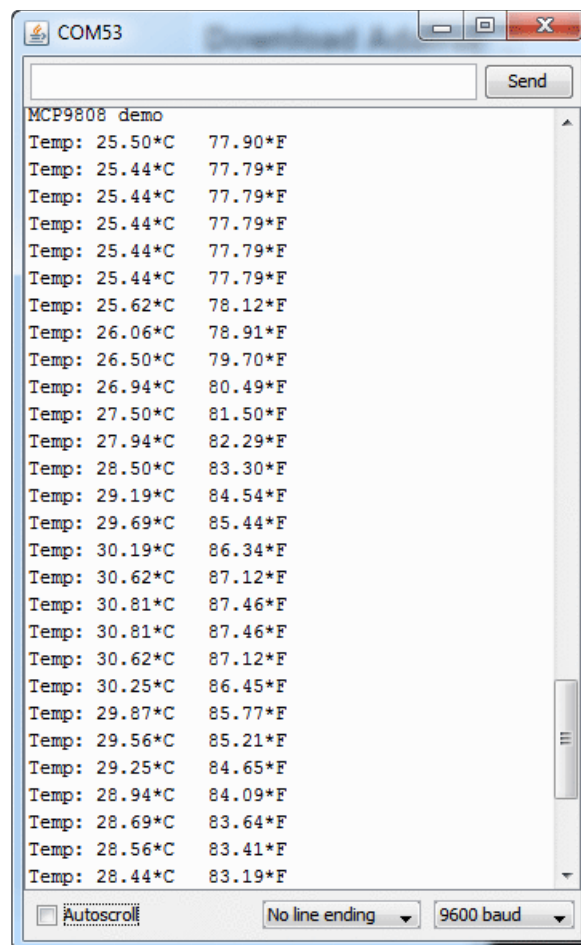 COM53
Send
MCP9808 demo
Temp: 25.50*C 77.90*F
Temp: 25.44*C 77.79*F
Temp: 25.44*C 77.79*F
Temp: 25.44*C 77.79*F
Temp: 25.44*C 77.79*F
Temp: 25.44*C 77.79*F
Temp: 25.62*C 78.12*F
Temp: 26.06*C 78.91*F
Temp: 26.50*C 79.70*F
Temp: 26.94*C 80.49*F
Temp: 27.50*C 81.50*F
Temp: 27.94*C 82.29*F
Temp: 28.50*C 83.30*F
Temp: 29.19*C 84.54*F
Temp: 29.69*C 85.44*F
Temp: 30.19*C 86.34*F
Temp: 30.62*C 87.12*F
Temp: 30.81*C 87.46*F
Temp: 30.81*C 87.46*F
Temp: 30.62*C 87.12*F
Temp: 30.25*C 86.45*F
Temp: 29.87*C 85.77*F
Temp: 29.56*C 85.21*F
Temp: 29.25*C 84.65*F
Temp: 28.94*C 84.09*F
Temp: 28.69*C 83.64*F
Temp: 28.56*C 83.41*F
Temp: 28.44*C 83.19*F
Autoscroll No line ending 9600 baud